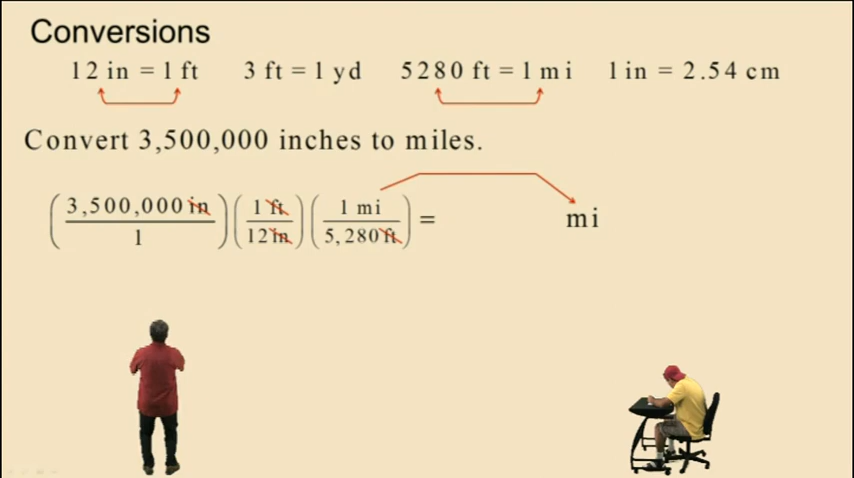 Conversions
12 in = 1 ft 3 ft = 1 yd 5280 ft = 1 mi 1 in = 2.54 cm
Convert 3,500,000 inches to miles.
(3,500,000 in / 1)(1 ft / 12 in)(1 mi / 5,280 ft) = mi